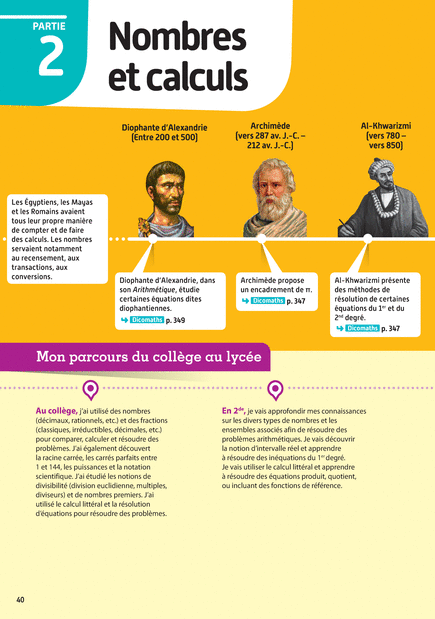 PARTIE
2
Nombres
et calculs
Diophante d'Alexandrie
(Entre 200 et 500)
Archimède
(vers 287 av. J.-C. –
212 av. J.-C.)
Al-Khwarizmi
(vers 780 –
vers 850)
Les Égyptiens, les Mayas
et les Romains avaient
tous leur propre manière
de compter et de faire
des calculs. Les nombres
servaient notamment
au recensement, aux
transactions, aux
conversions.
Diophante d'Alexandrie, dans
son Arithmétique, étudie
certaines équations dites
diophantiennes.
Dicomaths p. 349
Archimède propose
un encadrement de π.
Dicomaths p. 347
Al-Khwarizmi présente
des méthodes de
résolution de certaines
équations du 1er et du
2nd degré.
Dicomaths p. 347
Mon parcours du collège au lycée
Au collège, j'ai utilisé des nombres
(décimaux, rationnels, etc.) et des fractions
(classiques, irréductibles, décimales, etc.)
pour comparer, calculer et résoudre des
problèmes. J'ai également découvert
la racine carrée, les carrés parfaits entre
1 et 144, les puissances et la notation
scientifique. J'ai étudié les notions de
divisibilité (division euclidienne, multiples,
diviseurs) et de nombres premiers. J'ai
utilisé le calcul littéral et la résolution
d'équations pour résoudre des problèmes.
En 2de, je vais approfondir mes connaissances
sur les divers types de nombres et les
ensembles associés afin de résoudre des
problèmes arithmétiques. Je vais découvrir
la notion d'intervalle réel et apprendre
à résoudre des inéquations du 1er degré.
Je vais utiliser le calcul littéral et apprendre
à résoudre des équations produit, quotient,
ou incluant des fonctions de référence.
40